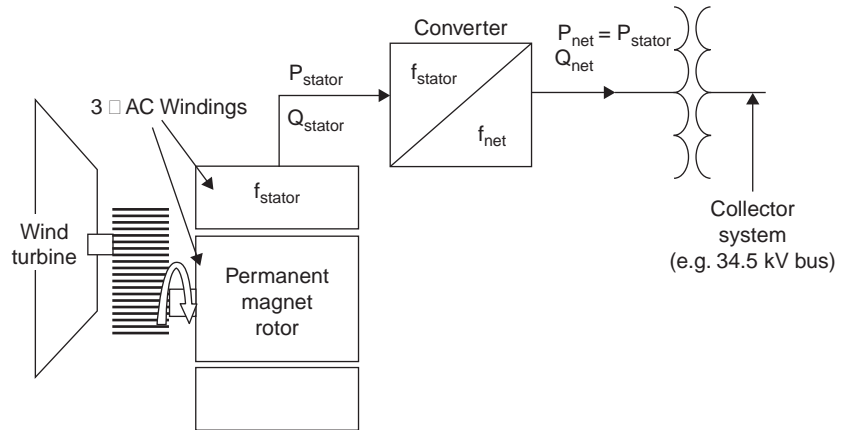 Converter
P_net = P_stator
Q_net
P_stator
Q_stator
f_stator
f_net
3 □ AC Windings
f_stator
Wind
turbine
Permanent
magnet
rotor
Collector
system
(e.g. 34.5 kV bus)